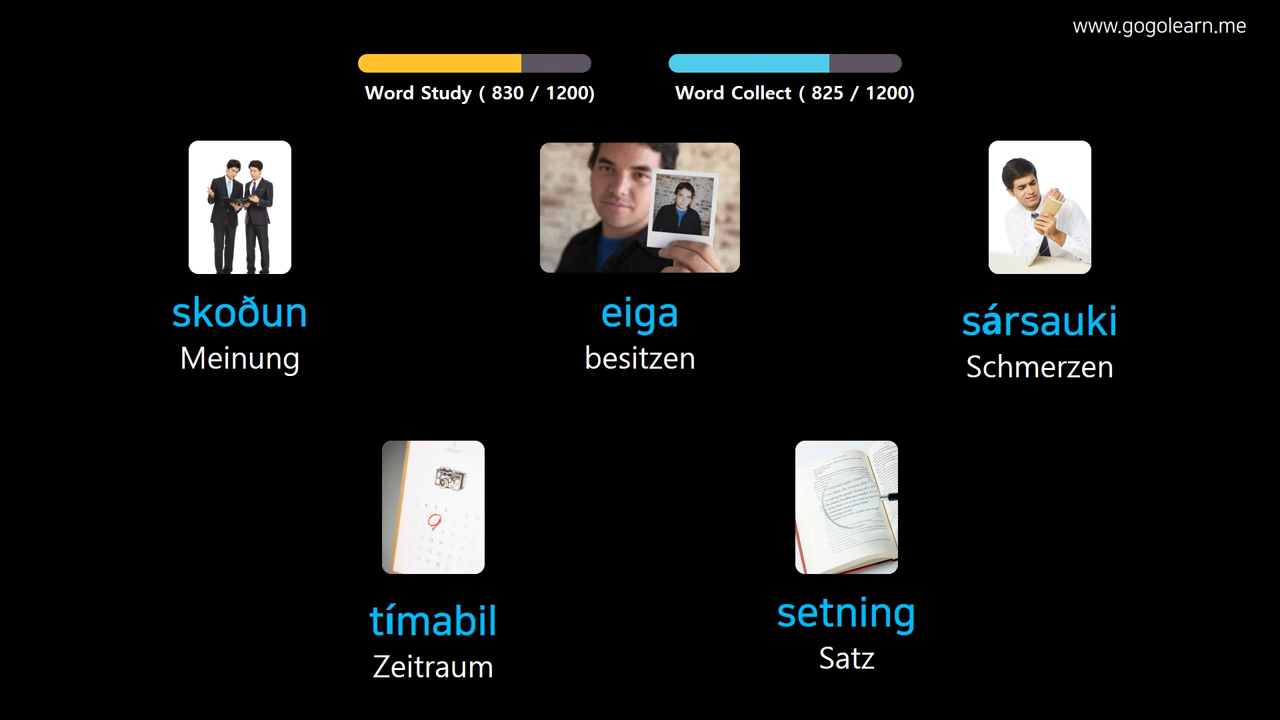 www.gogolearn.me
Word Study ( 830 / 1200)
Word Collect ( 825 / 1200)
skoðun
Meinung
eiga
besitzen
sársauki
Schmerzen
tímabil
Zeitraum
setning
Satz